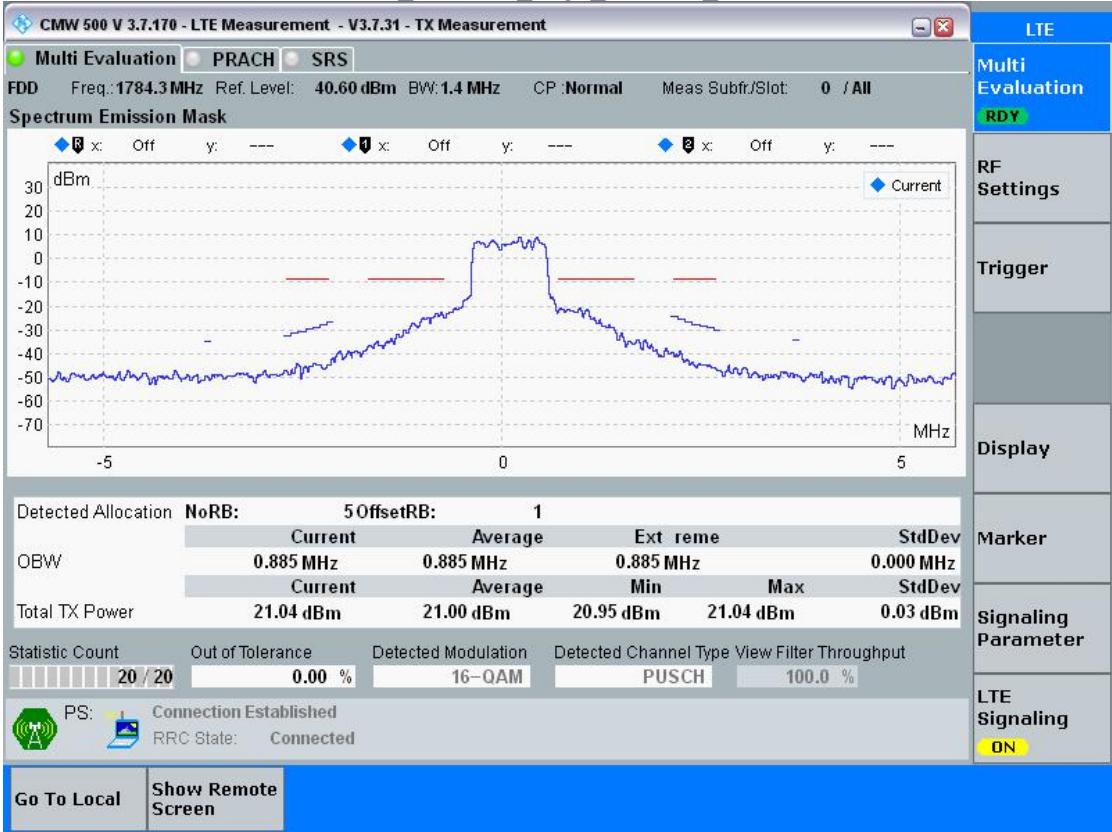 CMW 500 V 3.7.170 - LTE Measurement - V3.7.31 - TX Measurement
LTE
Multi Evaluation PRACH SRS
Multi Evaluation
RDY
FDD Freq.:1784.3 MHz Ref. Level: 40.60 dBm BW:1.4 MHz CP :Normal Meas Subfr./Slot: 0 / All
Spectrum Emission Mask
R x: Off y: --- 1 x: Off y: --- 2 x: Off y: ---
dBm
Current
30
20
10
0
-10
-20
-30
-40
-50
-60
-70
MHz
-5 0 5
RF
Settings
Trigger
Display
Marker
Signaling
Parameter
LTE
Signaling
ON
Detected Allocation NoRB: 5 OffsetRB: 1
Current Average Ext reme StdDev
OBW 0.885 MHz 0.885 MHz 0.885 MHz 0.000 MHz
Current Average Min Max StdDev
Total TX Power 21.04 dBm 21.00 dBm 20.95 dBm 21.04 dBm 0.03 dBm
Statistic Count Out of Tolerance Detected Modulation Detected Channel Type View Filter Throughput
20 / 20 0.00 % 16-QAM PUSCH 100.0 %
PS: Connection Established
RRC State: Connected
Go To Local
Show Remote
Screen